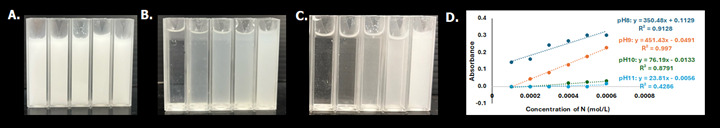 A.
B.
C.
D.
0.4
0.3
0.2
0.1
0.0
-0.1
Absorbance
0
0.0002
0.0004
0.0006
0.0008
Concentration of N (mol/L)
pH8: y = 350.48x + 0.1129
R² = 0.9128
pH9: y = 451.43x - 0.0491
R² = 0.997
pH10: y = 76.19x - 0.0133
R² = 0.8791
pH11: y = 23.81x - 0.0056
R² = 0.4286